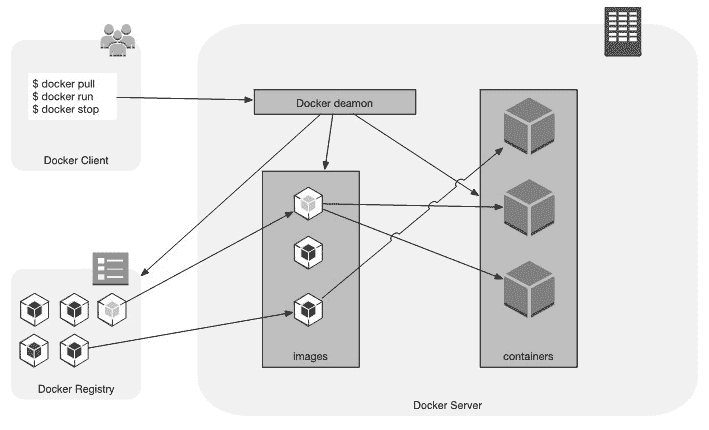 $ docker pull
$ docker run
$ docker stop
Docker Client
Docker deamon
images
containers
Docker Registry
Docker Server